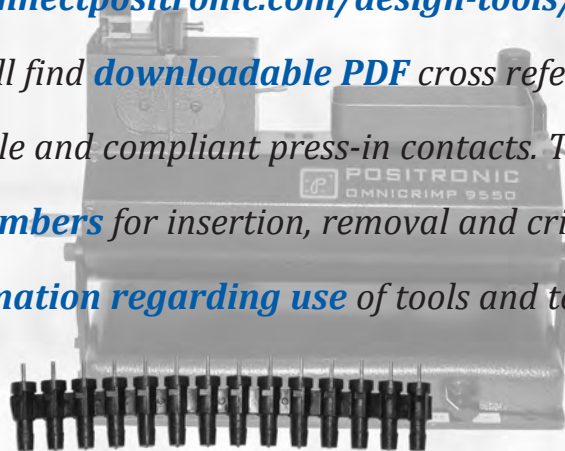 nnectpositronic.com/design-tools/
ll find downloadable PDF cross refe
le and compliant press-in contacts. T
POSITRONIC
OMNICRIMP 9550
mbers for insertion, removal and cri
mation regarding use of tools and te